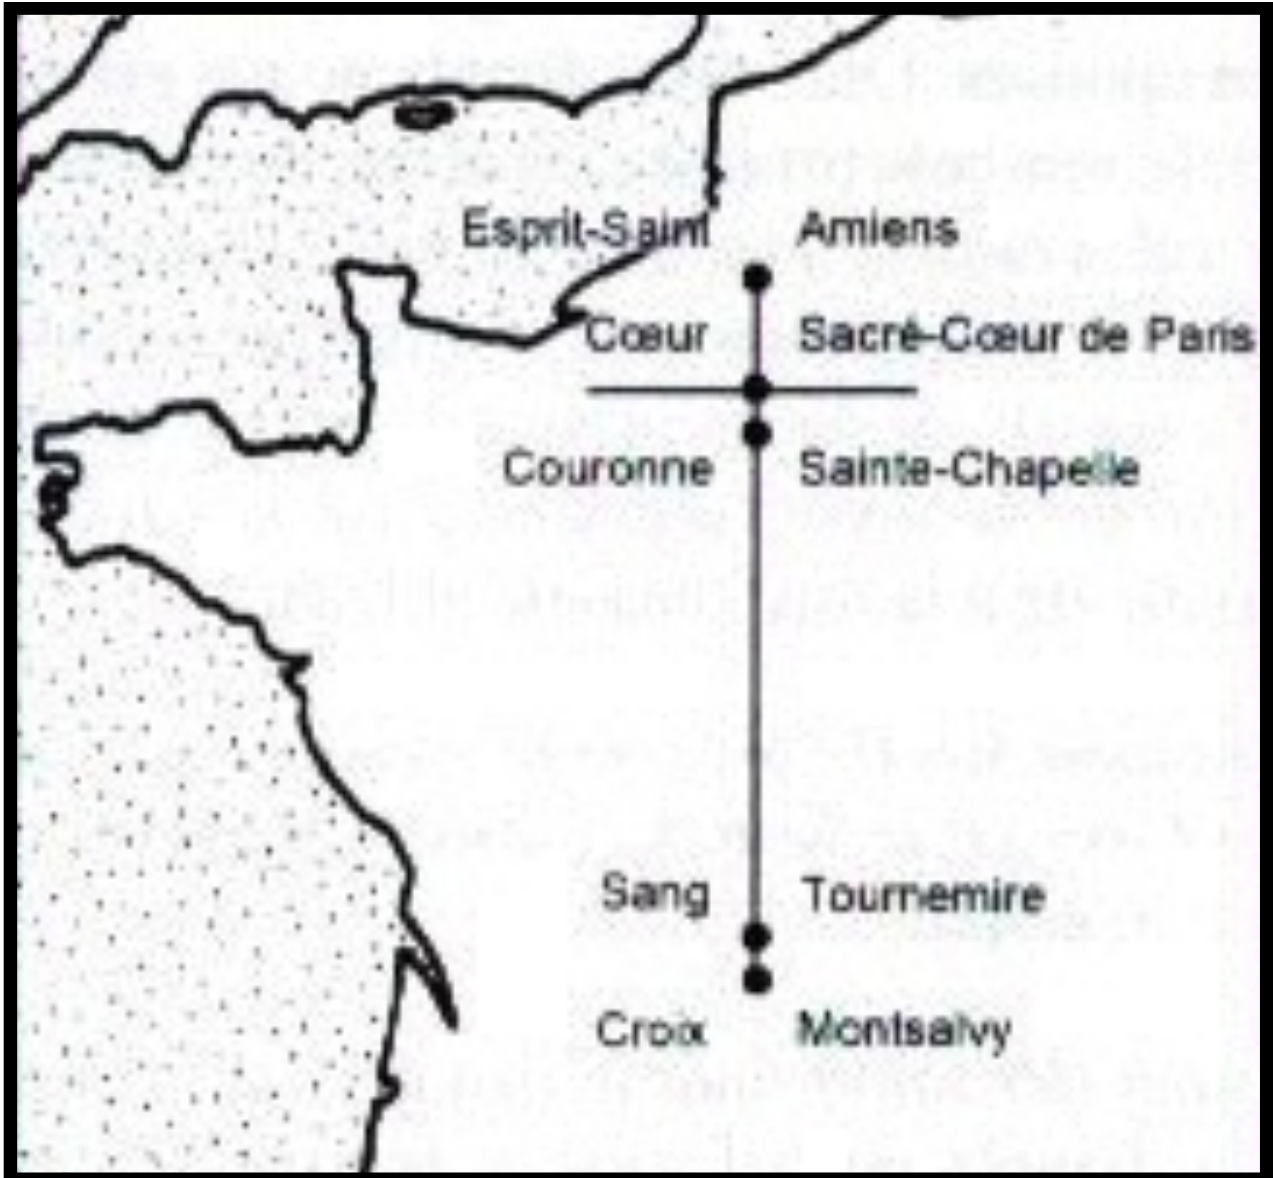 Esprit-Saint Amiens
Cœur Sacré-Cœur de Paris
Couronne Sainte-Chapelle
Sang Tournemire
Croix Montsalvy